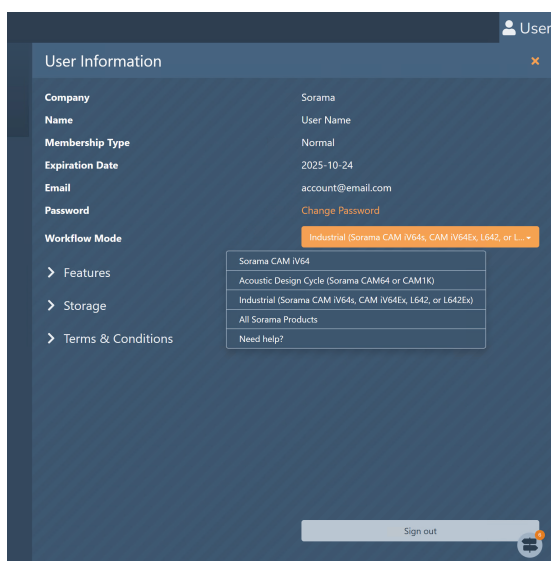 User
User Information
Company Sorama
Name User Name
Membership Type Normal
Expiration Date 2025-10-24
Email account@email.com
Password Change Password
Workflow Mode Industrial (Sorama CAM iV64s, CAM iV64Ex, L642, or L...
Sorama CAM iV64
Acoustic Design Cycle (Sorama CAM64 or CAM1K)
Industrial (Sorama CAM iV64s, CAM iV64Ex, L642, or L642Ex)
All Sorama Products
Need help?
Features
Storage
Terms & Conditions
Sign out